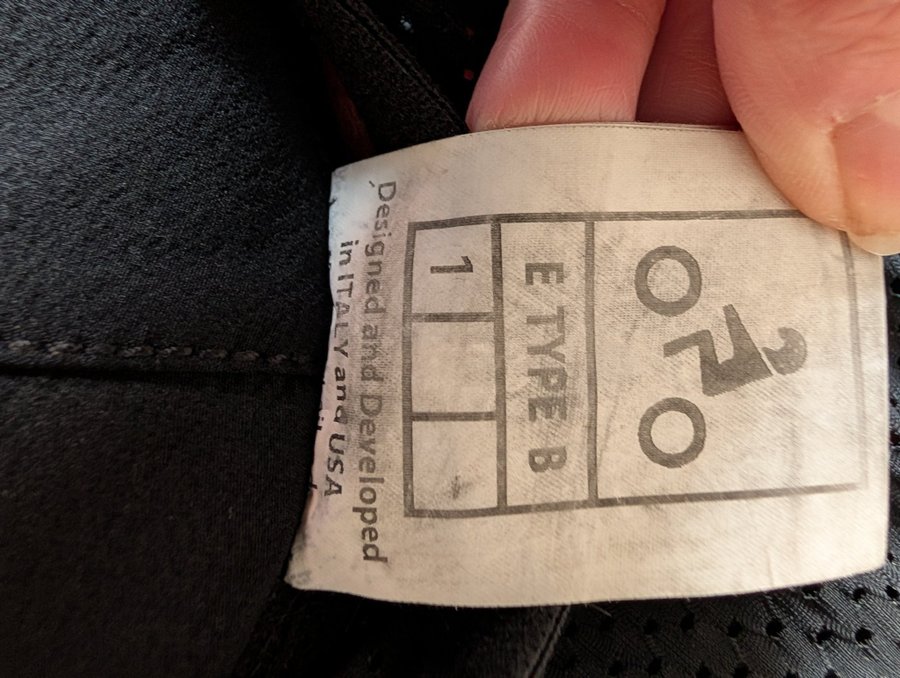 E TYPE B
1
Designed and Developed
in ITALY and USA